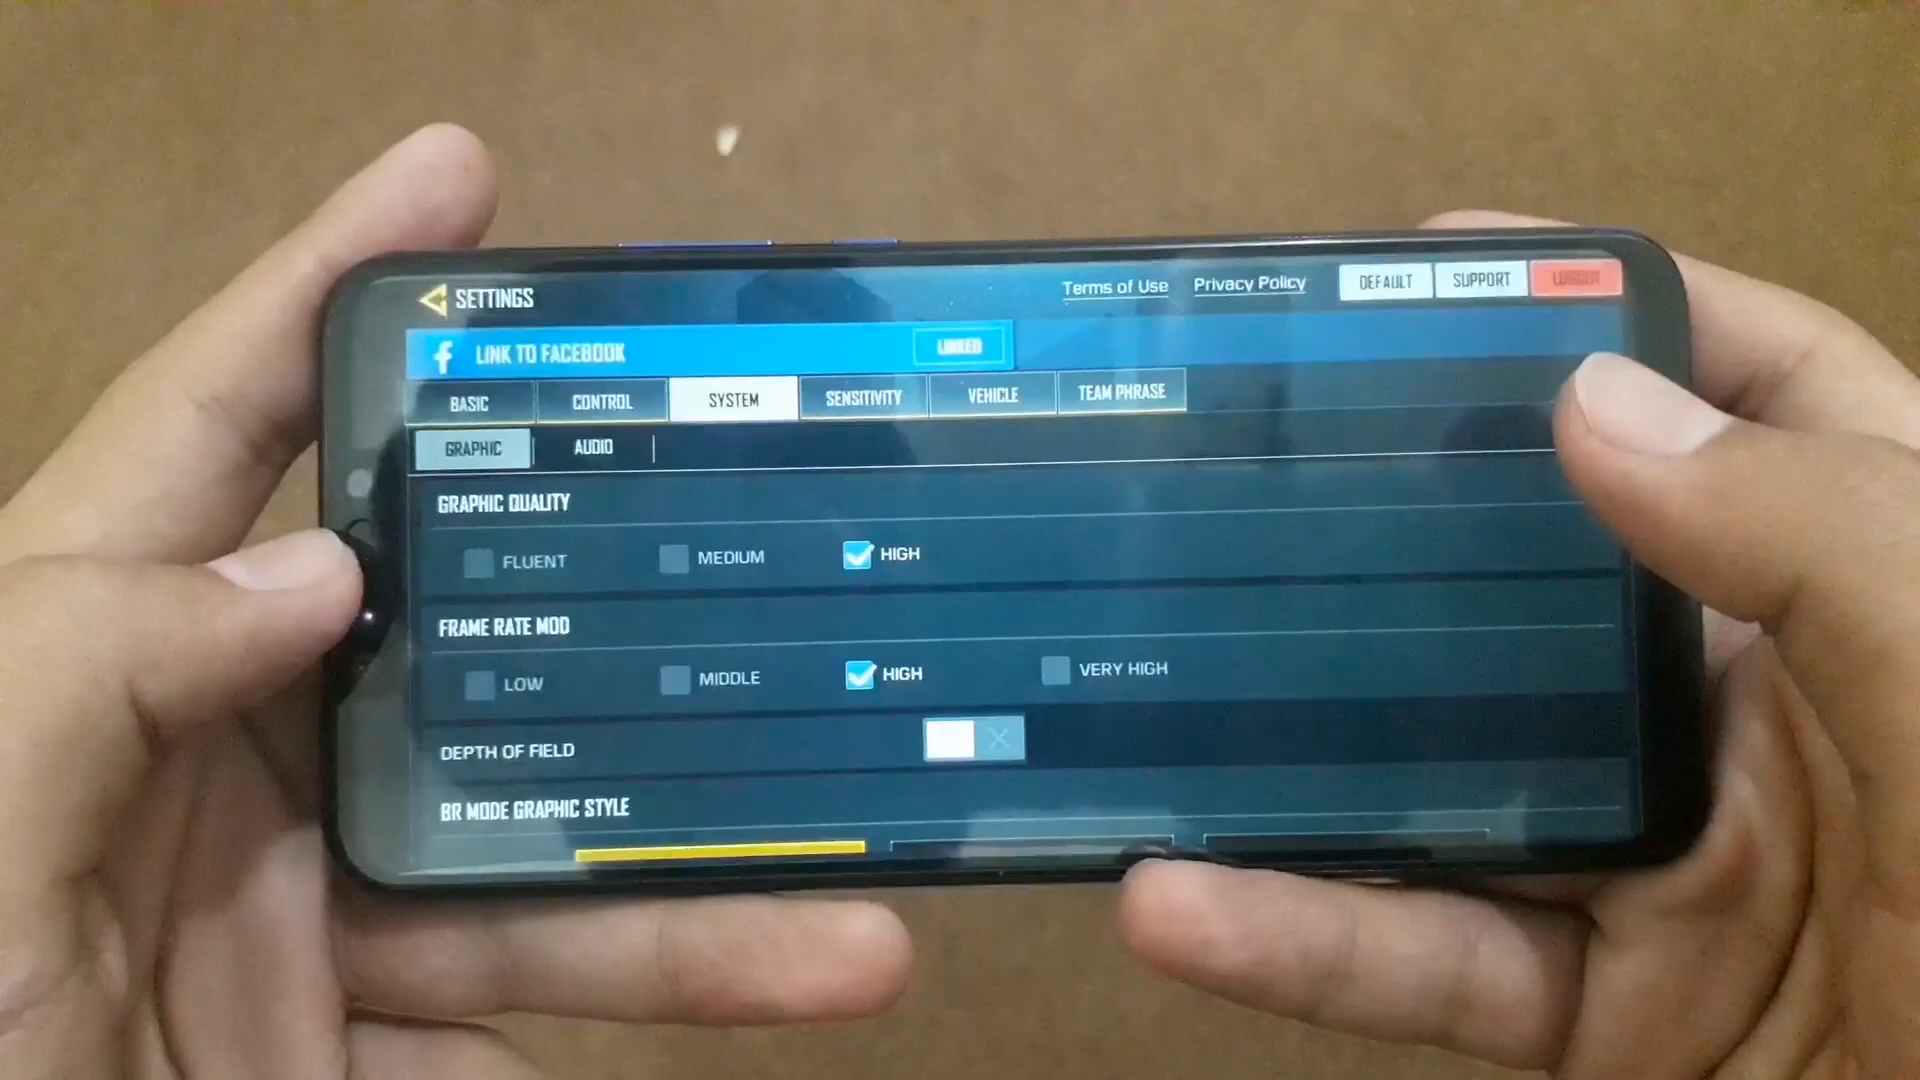 SETTINGS
Terms of Use
Privacy Policy
DEFAULT
SUPPORT
LOGOUT
f
LINK TO FACEBOOK
LINKED
BASIC
CONTROL
SYSTEM
SENSITIVITY
VEHICLE
TEAM PHRASE
GRAPHIC
AUDIO
GRAPHIC QUALITY
FLUENT
MEDIUM
HIGH
FRAME RATE MOD
LOW
MIDDLE
HIGH
VERY HIGH
DEPTH OF FIELD
BR MODE GRAPHIC STYLE